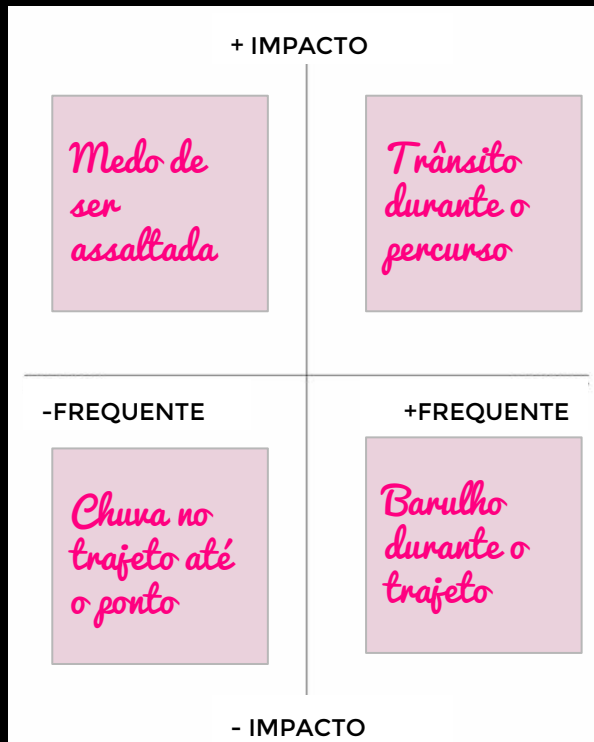 + IMPACTO
Medo de
ser
assaltada
Trânsito
durante o
percurso
-FREQUENTE
+FREQUENTE
Chuva no
trajeto até
o ponto
Barulho
durante o
trajeto
- IMPACTO